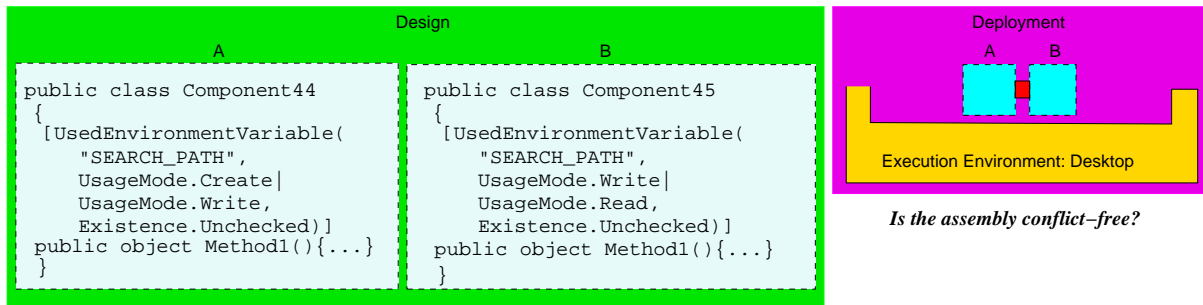 Design
A
public class Component44
{
[UsedEnvironmentVariable(
"SEARCH_PATH",
UsageMode.Create|
UsageMode.Write,
Existence.Unchecked)]
public object Method1(){...}
}
B
public class Component45
{
[UsedEnvironmentVariable(
"SEARCH_PATH",
UsageMode.Write|
UsageMode.Read,
Existence.Unchecked)]
public object Method1(){...}
}
Deployment
A B
Execution Environment: Desktop
Is the assembly conflict−free?